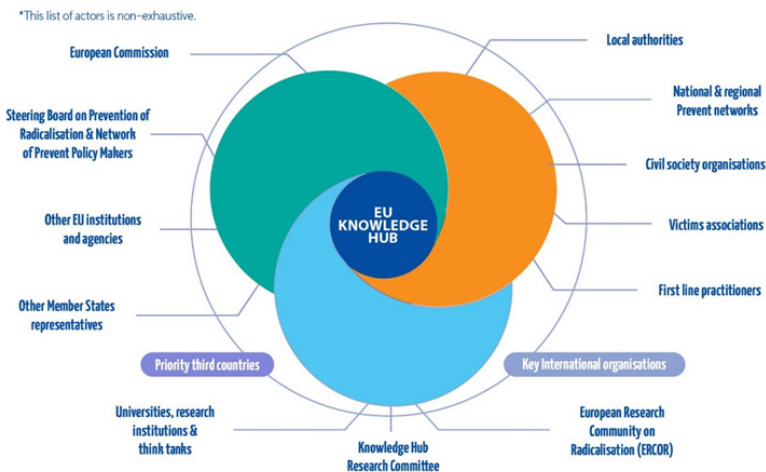 *This list of actors is non-exhaustive.
European Commission
Steering Board on Prevention of
Radicalisation & Network
of Prevent Policy Makers
Other EU institutions
and agencies
Other Member States
representatives
Local authorities
National & regional
Prevent networks
Civil society organisations
Victims associations
First line practitioners
EU
KNOWLEDGE
HUB
Priority third countries
Key International organisations
Universities, research
institutions &
think tanks
Knowledge Hub
Research Committee
European Research
Community on
Radicalisation (ERCOR)